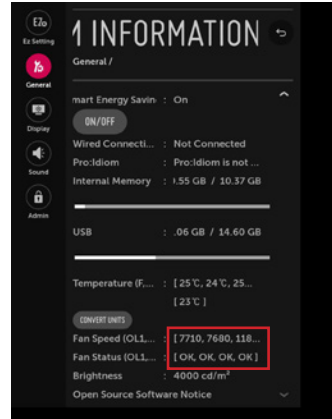 Ez Setting
General
Display
Sound
Admin
M INFORMATION
General /
mart Energy Savin : On
ON/OFF
Wired Connecti... : Not Connected
Pro:Idiom : Pro:Idiom is not ...
Internal Memory : 1.55 GB / 10.37 GB
USB : .06 GB / 14.60 GB
Temperature (F,... : [ 25℃, 24℃, 25...
[ 23℃ ]
CONVERT UNITS
Fan Speed (OL1,... : [ 7710, 7680, 118...
Fan Status (OL1,... : [ OK, OK, OK, OK ]
Brightness : 4000 cd/m²
Open Source Software Notice